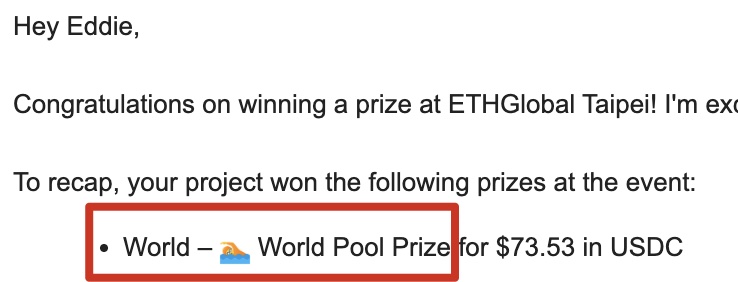 Hey Eddie,
Congratulations on winning a prize at ETHGlobal Taipei! I'm
To recap, your project won the following prizes at the event:
• World – 🏊 World Pool Prize for $73.53 in USDC